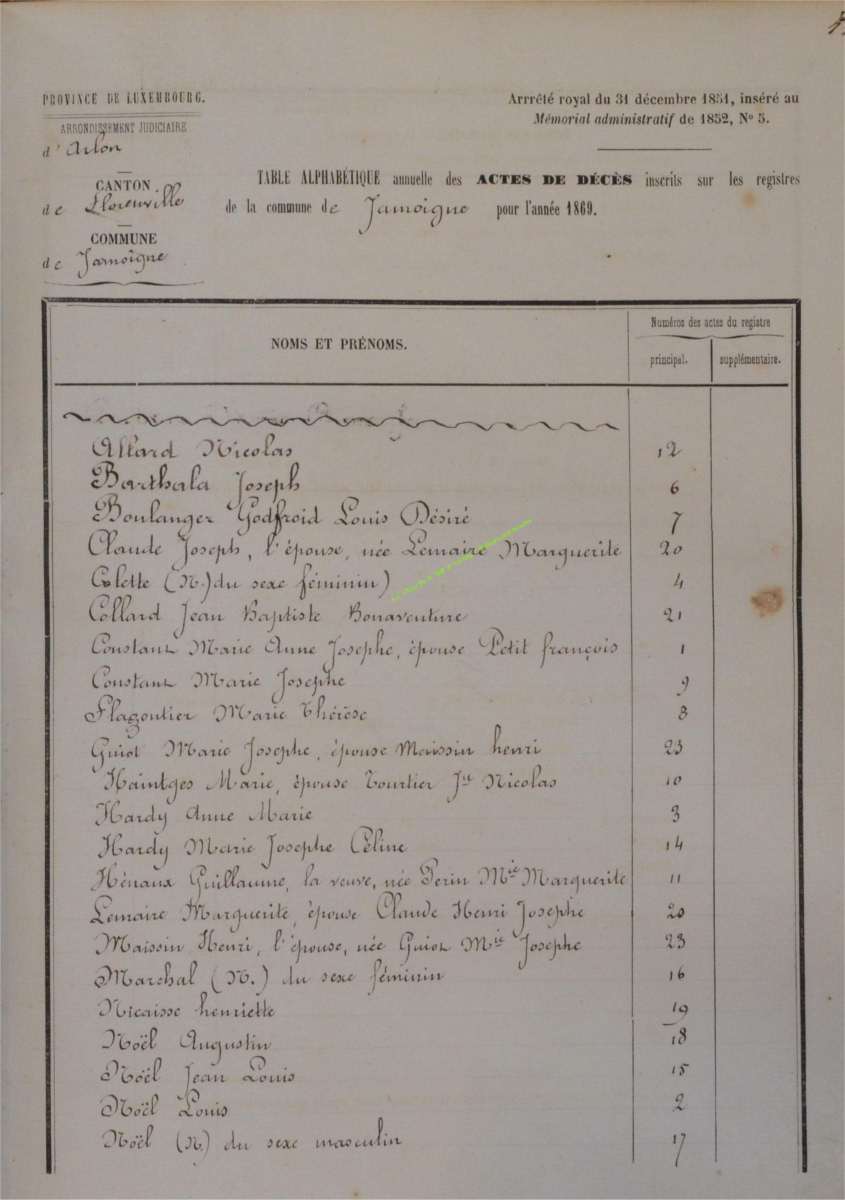 PROVINCE DE LUXEMBOURG.
ARRONDISSEMENT JUDICIAIRE
d'Arlon
CANTON
de Florenville
COMMUNE
de Jamoigne
Arrrêté royal du 31 décembre 1851, inséré au
Mémorial administratif de 1852, N° 5.
TABLE ALPHABÉTIQUE annuelle des ACTES DE DÉCÈS inscrits sur les registres
de la commune de Jamoigne pour l'année 1869.
NOMS ET PRÉNOMS.
Numéros des actes du registre
principal. supplémentaire.
Allard Nicolas 12
Barthala Joseph 6
Boulanger Godfroid Louis Désiré 7
Claude Joseph, l'épouse, née Lemaire Marguerite 20
Colette (N.) du sexe féminin) 4
Collard Jean Baptiste Bonaventure 21
Constant Marie Anne Josephe, épouse Petit françois 1
Constant Marie Josephe 9
Flagontier Marie Thérèse 8
Guiot Marie Josephe, épouse Maissin henri 23
Haintges Marie, épouse Tourtier Jn Nicolas 10
Hardy Anne Marie 3
Hardy Marie Josephe Céline 14
Hénaux Guillaume, la veuve, née Perin Mie Marguerite 11
Lemaire Marguerite, épouse Claude Henri Josephe 20
Maissin Henri, l'épouse, née Guiot Mie Josephe 23
Marchal (N.) du sexe féminin 16
Nicaisse henriette 19
Noël Augustin 18
Noël Jean Louis 15
Noël Louis 2
Noël (N) du sexe masculin 17